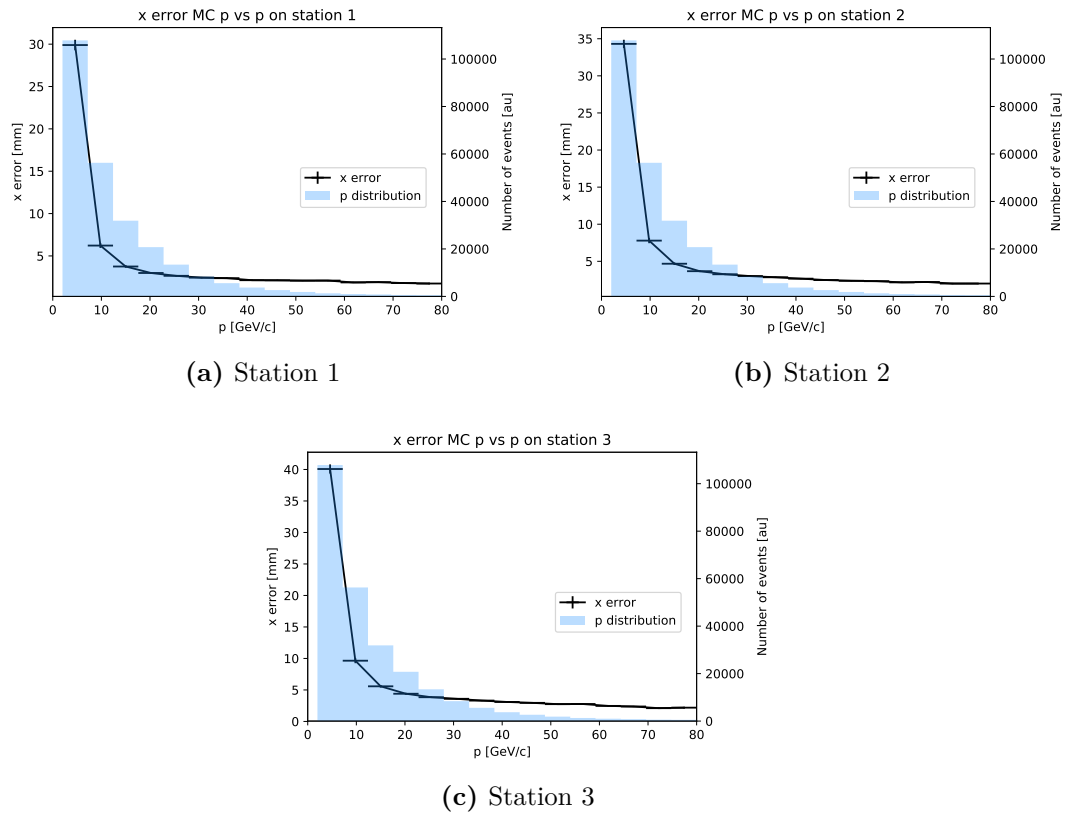 x error MC p vs p on station 1
x error [mm]
30
25
20
15
10
5
0 10 20 30 40 50 60 70 80
p [GeV/c]
100000
80000
60000
40000
20000
0
Number of events [au]
x error
p distribution
(a) Station 1
x error MC p vs p on station 2
x error [mm]
35
30
25
20
15
10
5
0 10 20 30 40 50 60 70 80
p [GeV/c]
100000
80000
60000
40000
20000
0
Number of events [au]
x error
p distribution
(b) Station 2
x error MC p vs p on station 3
x error [mm]
40
35
30
25
20
15
10
5
0
0 10 20 30 40 50 60 70 80
p [GeV/c]
100000
80000
60000
40000
20000
0
Number of events [au]
x error
p distribution
(c) Station 3